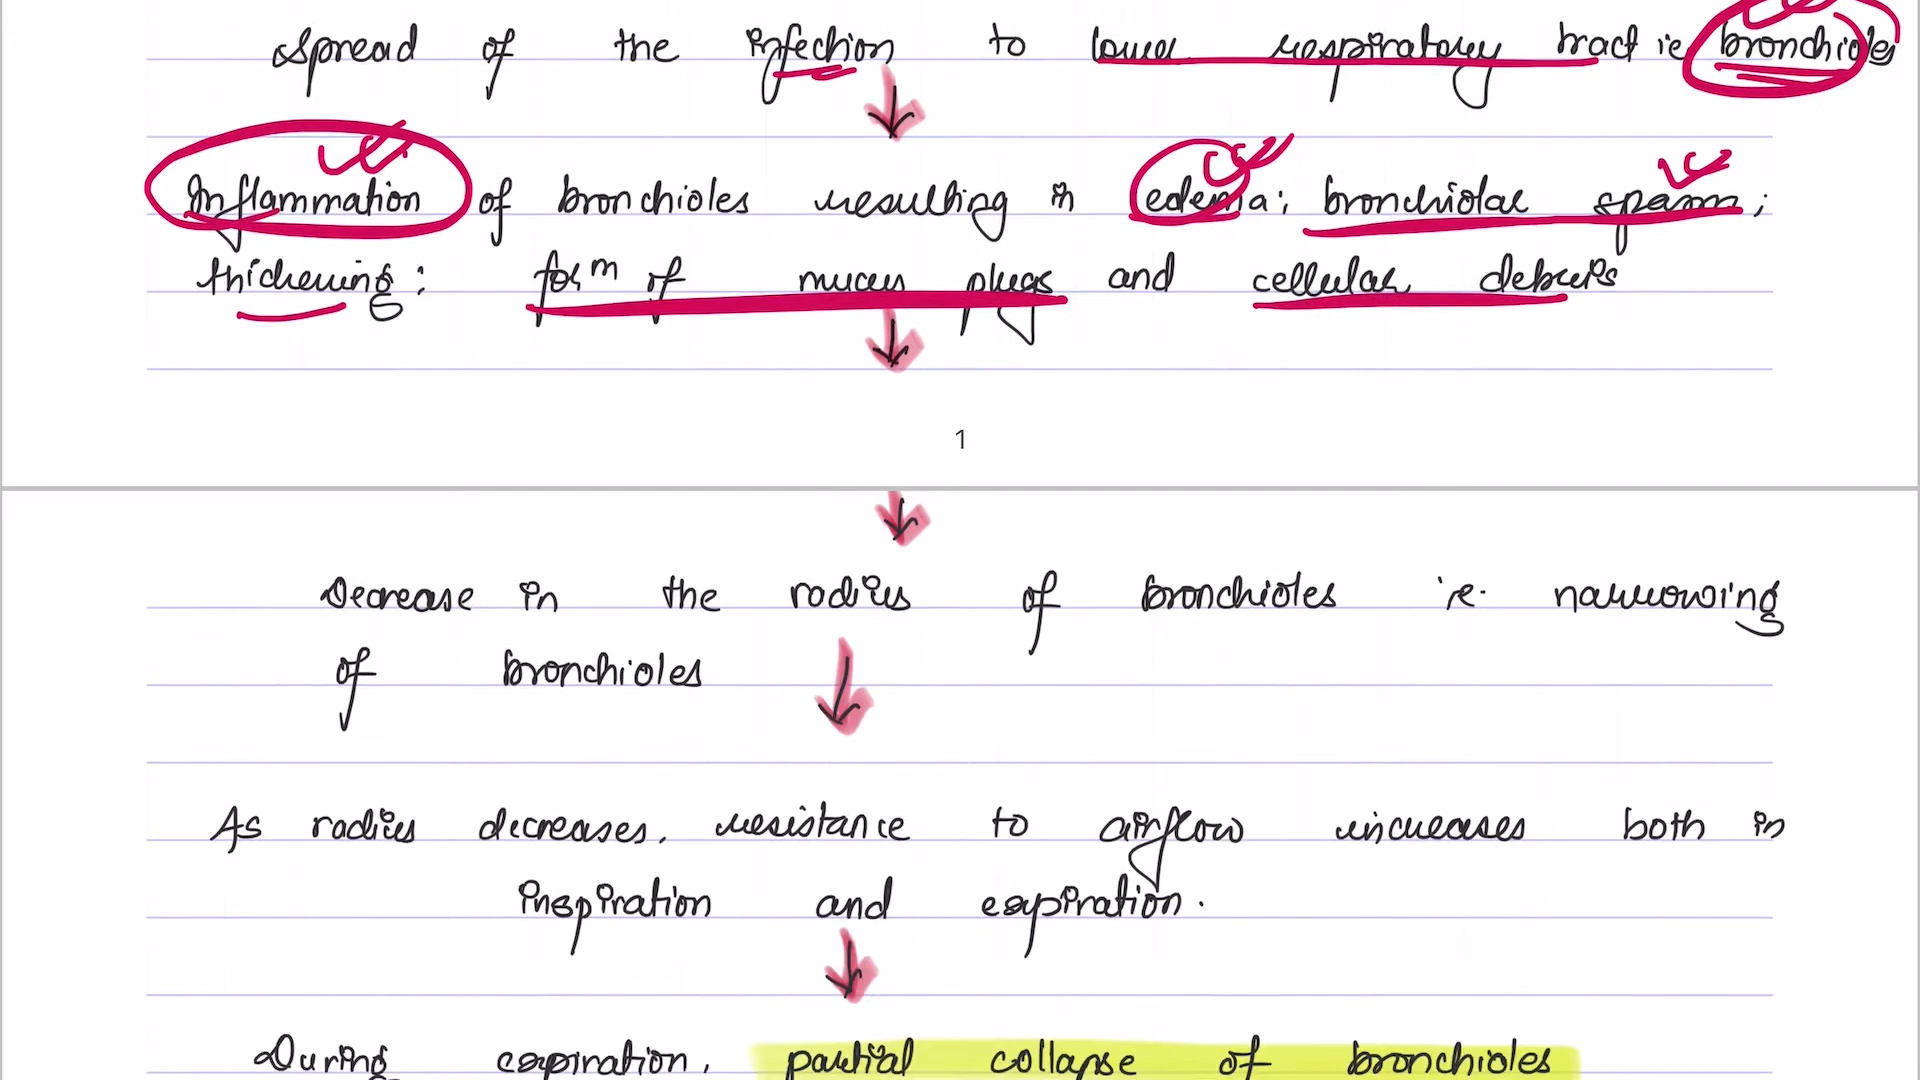 spread of the infection to lower respiratory tract ie bronchioles
Inflammation of bronchioles resulting in edema; bronchiolar spasm;
thickening; formⁿ of mucus plugs and cellular debris
1
Decrease in the radius of bronchioles ie. narrowing
of bronchioles
As radius decreases, resistance to airflow increases both in
inspiration and expiration.
During expiration, partial collapse of bronchioles